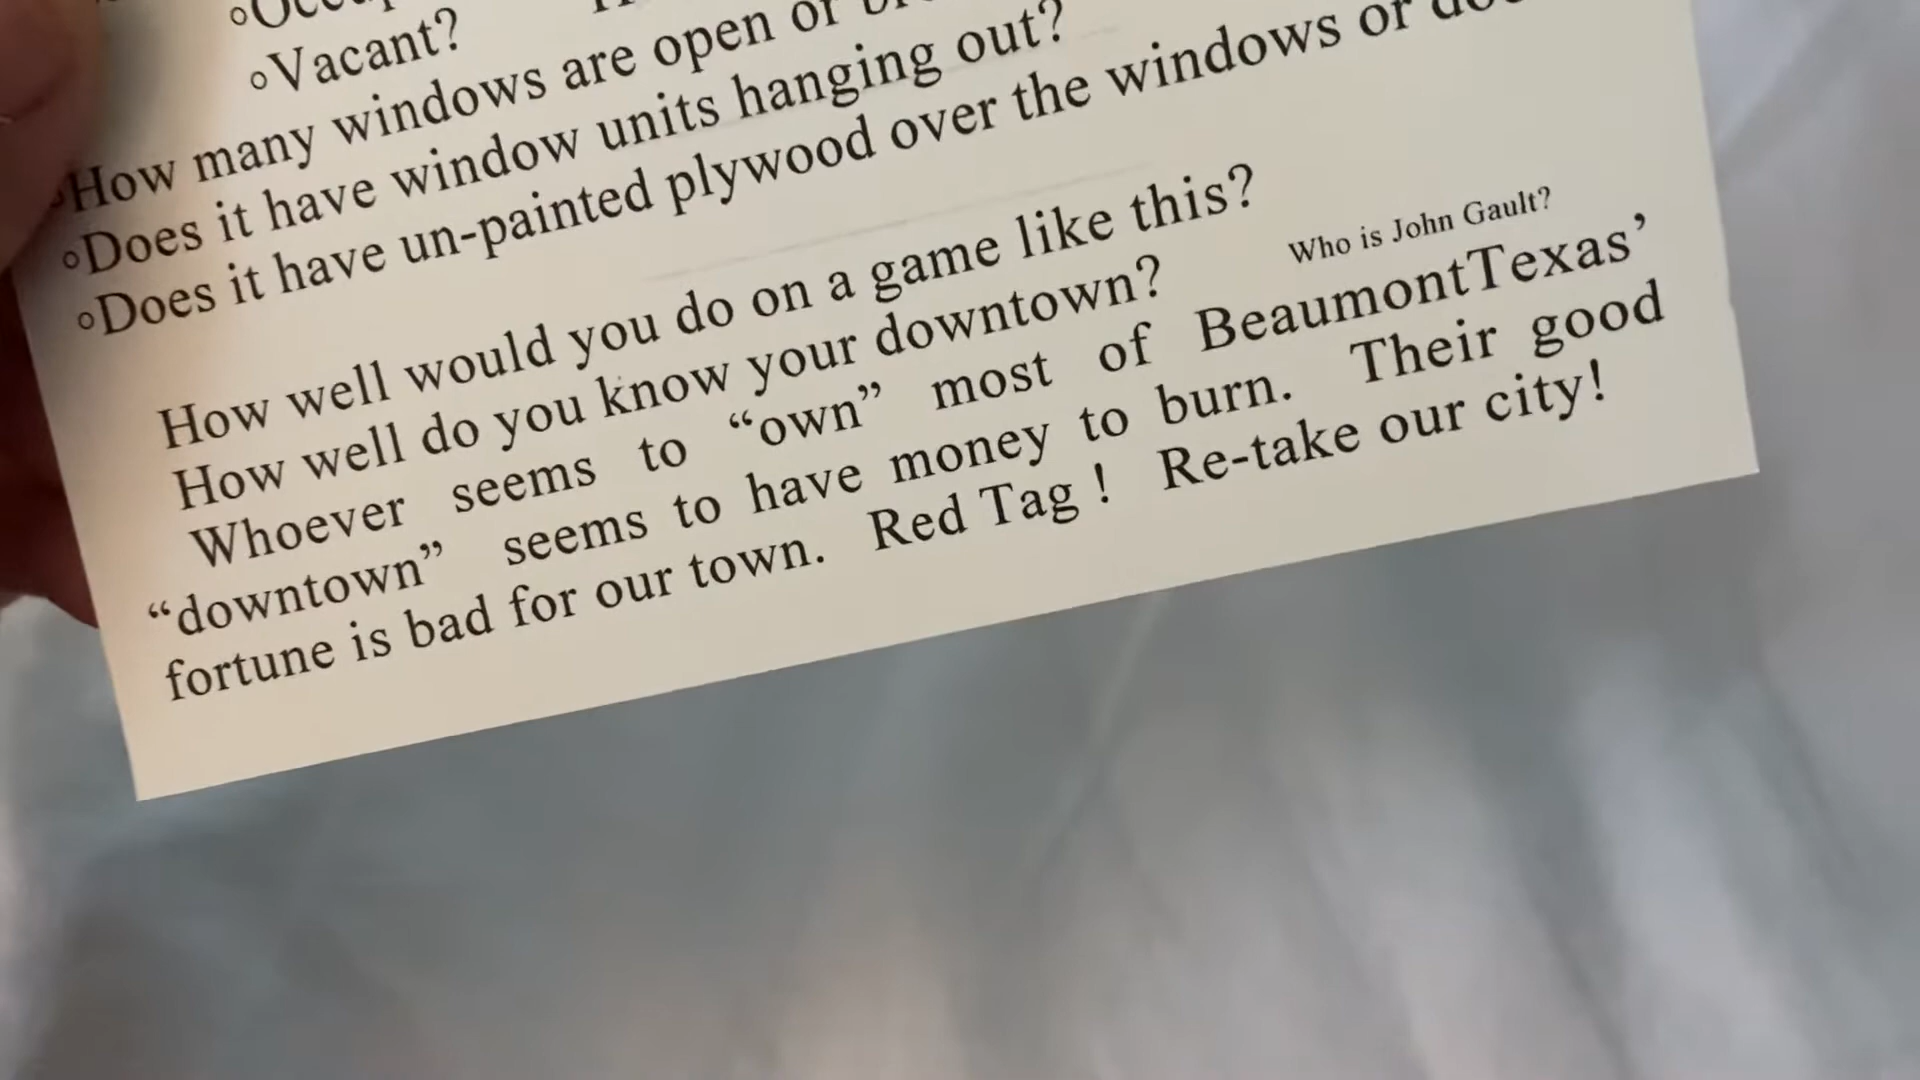 ◦Vacant?
◦How many windows are open or
◦Does it have window units hanging out?
◦Does it have un-painted plywood over the windows or
How well would you do on a game like this?
How well do you know your downtown?
Who is John Gault?
Whoever seems to “own” most of BeaumontTexas’
“downtown” seems to have money to burn. Their good
fortune is bad for our town. Red Tag ! Re-take our city!